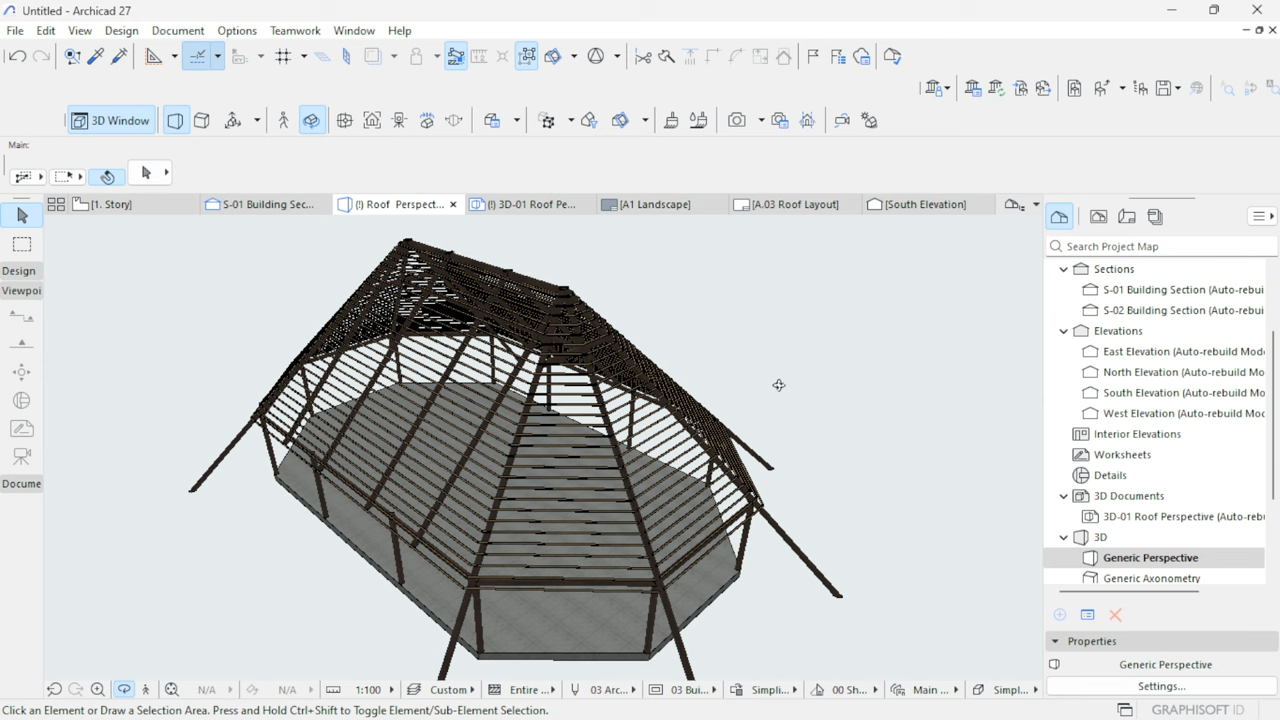 Untitled - Archicad 27
File Edit View Design Document Options Teamwork Window Help
3D Window
Main:
[1. Story] S-01 Building Sec... (!) Roof Perspect... (!) 3D-01 Roof Pe... [A1 Landscape] [A.03 Roof Layout] [South Elevation]
Design
Viewpoi
Docume
Search Project Map
Sections
S-01 Building Section (Auto-rebui
S-02 Building Section (Auto-rebui
Elevations
East Elevation (Auto-rebuild Mode
North Elevation (Auto-rebuild Mo
South Elevation (Auto-rebuild Mo
West Elevation (Auto-rebuild Mod
Interior Elevations
Worksheets
Details
3D Documents
3D-01 Roof Perspective (Auto-reb
3D
Generic Perspective
Generic Axonometry
Properties
Generic Perspective
Settings...
N/A N/A 1:100 Custom Entire ... 03 Arc... 03 Bui... Simpli... 00 Sh... Main ... Simpl...
Click an Element or Draw a Selection Area. Press and Hold Ctrl+Shift to Toggle Element/Sub-Element Selection.
GRAPHISOFT ID